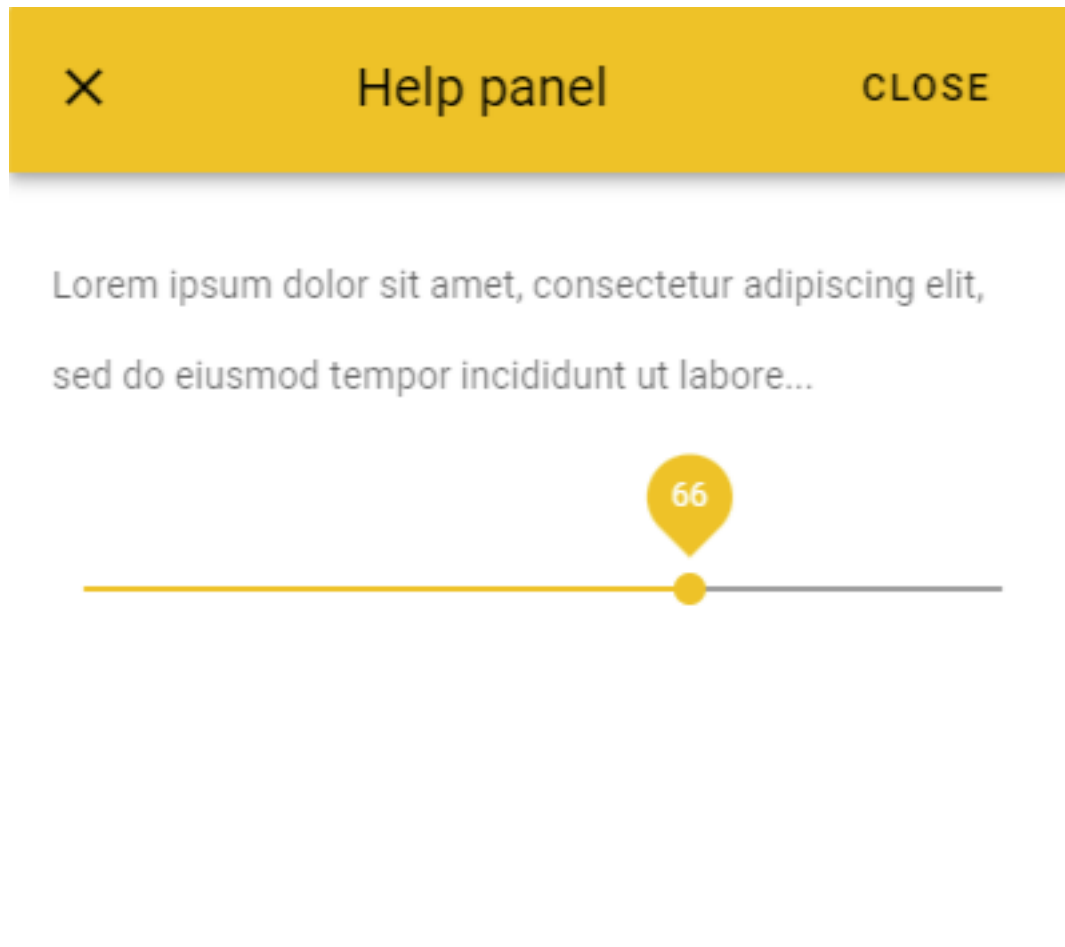 Help panel CLOSE
Lorem ipsum dolor sit amet, consectetur adipiscing elit,
sed do eiusmod tempor incididunt ut labore...
66